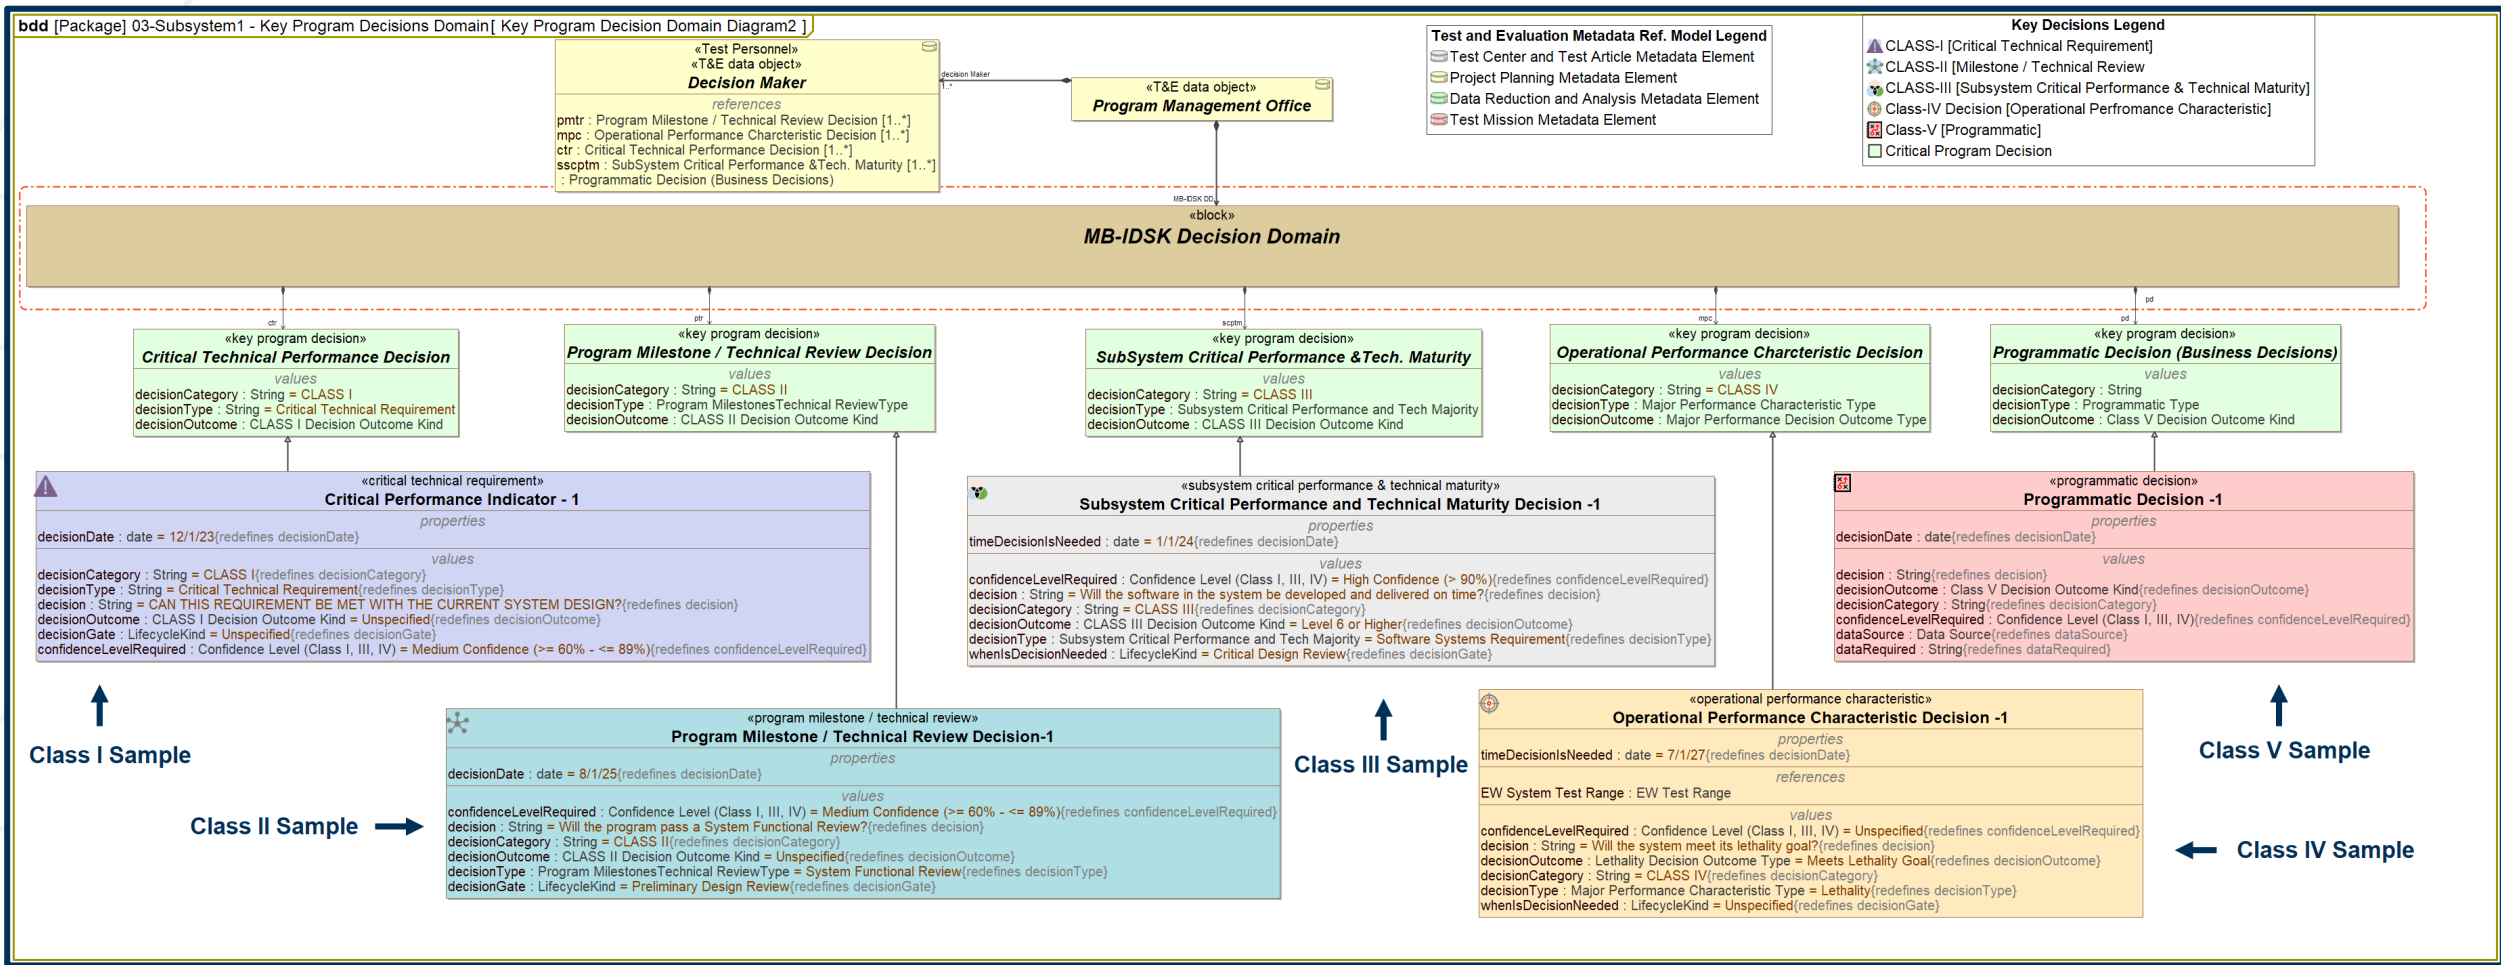 bdd [Package] 03-Subsystem1 - Key Program Decisions Domain[ Key Program Decision Domain Diagram2 ]
«Test Personnel»
«T&E data object»
Decision Maker
references
pmtr : Program Milestone / Technical Review Decision [1..*]
mpc : Operational Performance Charcteristic Decision [1..*]
ctr : Critical Technical Performance Decision [1..*]
sscptm : SubSystem Critical Performance &Tech. Maturity [1..*]
: Programmatic Decision (Business Decisions)
decision Maker
1..*
«T&E data object»
Program Management Office
Test and Evaluation Metadata Ref. Model Legend
Test Center and Test Article Metadata Element
Project Planning Metadata Element
Data Reduction and Analysis Metadata Element
Test Mission Metadata Element
Key Decisions Legend
CLASS-I [Critical Technical Requirement]
CLASS-II [Milestone / Technical Review
CLASS-III [Subsystem Critical Performance & Technical Maturity]
Class-IV Decision [Operational Perfromance Characteristic]
Class-V [Programmatic]
Critical Program Decision
MB-IDSK DD
«block»
MB-IDSK Decision Domain
ctr
ptr
scptm
mpc
pd
pd
«key program decision»
Critical Technical Performance Decision
values
decisionCategory : String = CLASS I
decisionType : String = Critical Technical Requirement
decisionOutcome : CLASS I Decision Outcome Kind
«key program decision»
Program Milestone / Technical Review Decision
values
decisionCategory : String = CLASS II
decisionType : Program MilestonesTechnical ReviewType
decisionOutcome : CLASS II Decision Outcome Kind
«key program decision»
SubSystem Critical Performance &Tech. Maturity
values
decisionCategory : String = CLASS III
decisionType : Subsystem Critical Performance and Tech Majority
decisionOutcome : CLASS III Decision Outcome Kind
«key program decision»
Operational Performance Charcteristic Decision
values
decisionCategory : String = CLASS IV
decisionType : Major Performance Characteristic Type
decisionOutcome : Major Performance Decision Outcome Type
«key program decision»
Programmatic Decision (Business Decisions)
values
decisionCategory : String
decisionType : Programmatic Type
decisionOutcome : Class V Decision Outcome Kind
«critical technical requirement»
Critical Performance Indicator - 1
properties
decisionDate : date = 12/1/23{redefines decisionDate}
values
decisionCategory : String = CLASS I{redefines decisionCategory}
decisionType : String = Critical Technical Requirement{redefines decisionType}
decision : String = CAN THIS REQUIREMENT BE MET WITH THE CURRENT SYSTEM DESIGN?{redefines decision}
decisionOutcome : CLASS I Decision Outcome Kind = Unspecified{redefines decisionOutcome}
decisionGate : LifecycleKind = Unspecified{redefines decisionGate}
confidenceLevelRequired : Confidence Level (Class I, III, IV) = Medium Confidence (>= 60% - <= 89%){redefines confidenceLevelRequired}
«subsystem critical performance & technical maturity»
Subsystem Critical Performance and Technical Maturity Decision -1
properties
timeDecisionIsNeeded : date = 1/1/24{redefines decisionDate}
values
confidenceLevelRequired : Confidence Level (Class I, III, IV) = High Confidence (> 90%){redefines confidenceLevelRequired}
decision : String = Will the software in the system be developed and delivered on time?{redefines decision}
decisionCategory : String = CLASS III{redefines decisionCategory}
decisionOutcome : CLASS III Decision Outcome Kind = Level 6 or Higher{redefines decisionOutcome}
decisionType : Subsystem Critical Performance and Tech Majority = Software Systems Requirement{redefines decisionType}
whenIsDecisionNeeded : LifecycleKind = Critical Design Review{redefines decisionGate}
«programmatic decision»
Programmatic Decision -1
properties
decisionDate : date{redefines decisionDate}
values
decision : String{redefines decision}
decisionOutcome : Class V Decision Outcome Kind{redefines decisionOutcome}
decisionCategory : String{redefines decisionCategory}
confidenceLevelRequired : Confidence Level (Class I, III, IV){redefines confidenceLevelRequired}
dataSource : Data Source{redefines dataSource}
dataRequired : String{redefines dataRequired}
Class I Sample
Class II Sample
«program milestone / technical review»
Program Milestone / Technical Review Decision-1
properties
decisionDate : date = 8/1/25{redefines decisionDate}
values
confidenceLevelRequired : Confidence Level (Class I, III, IV) = Medium Confidence (>= 60% - <= 89%){redefines confidenceLevelRequired}
decision : String = Will the program pass a System Functional Review?{redefines decision}
decisionCategory : String = CLASS II{redefines decisionCategory}
decisionOutcome : CLASS II Decision Outcome Kind = Unspecified{redefines decisionOutcome}
decisionType : Program MilestonesTechnical ReviewType = System Functional Review{redefines decisionType}
decisionGate : LifecycleKind = Preliminary Design Review{redefines decisionGate}
Class III Sample
«operational performance characteristic»
Operational Performance Characteristic Decision -1
properties
timeDecisionIsNeeded : date = 7/1/27{redefines decisionDate}
references
EW System Test Range : EW Test Range
values
confidenceLevelRequired : Confidence Level (Class I, III, IV) = Unspecified{redefines confidenceLevelRequired}
decision : String = Will the system meet its lethality goal?{redefines decision}
decisionOutcome : Lethality Decision Outcome Type = Meets Lethality Goal{redefines decisionOutcome}
decisionCategory : String = CLASS IV{redefines decisionCategory}
decisionType : Major Performance Characteristic Type = Lethality{redefines decisionType}
whenIsDecisionNeeded : LifecycleKind = Unspecified{redefines decisionGate}
Class V Sample
Class IV Sample